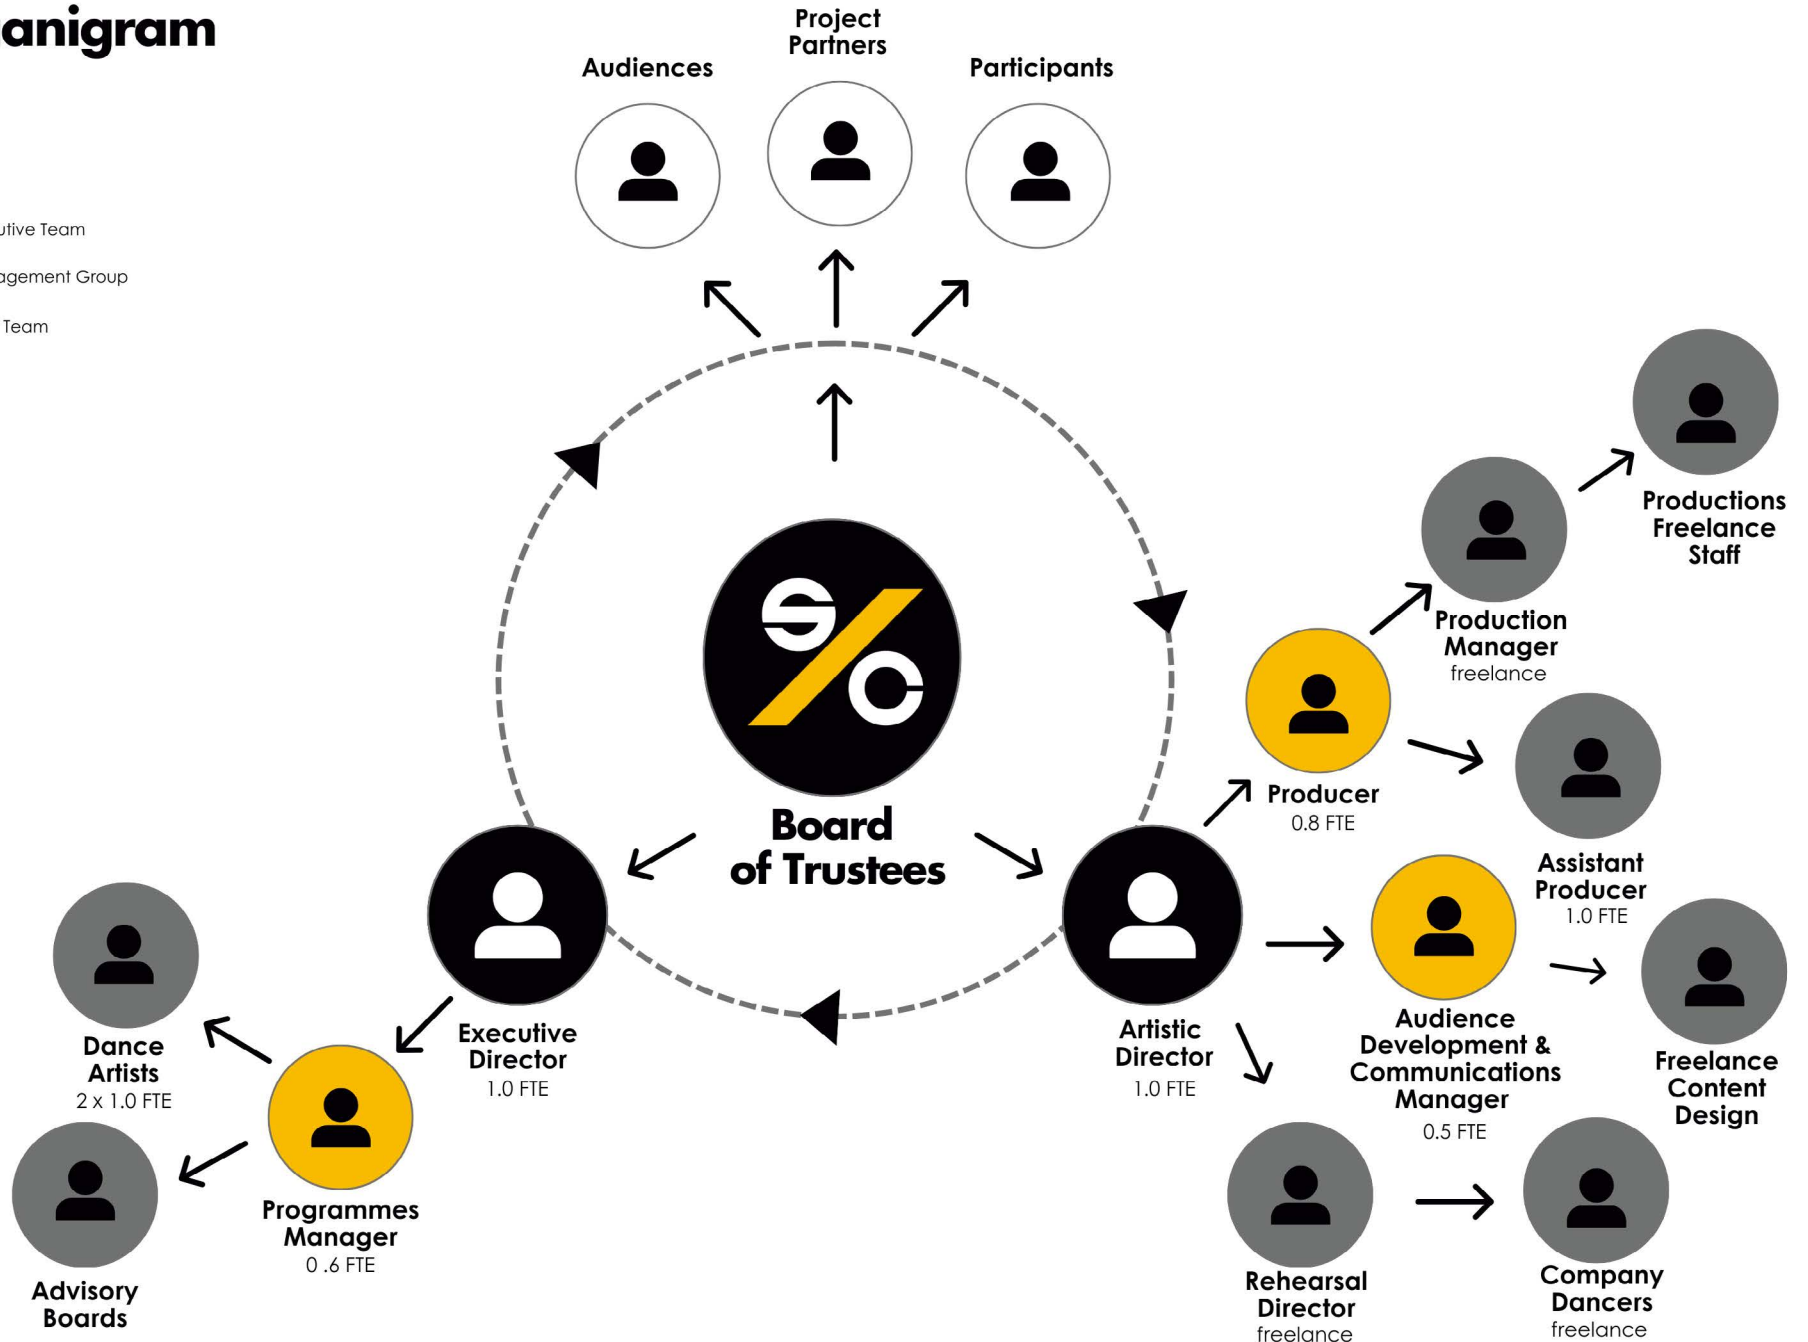 anigram
utive Team
agement Group
Team
Audiences
Project
Partners
Participants
S/C
Board
of Trustees
Executive
Director
1.0 FTE
Programmes
Manager
0 .6 FTE
Dance
Artists
2 x 1.0 FTE
Advisory
Boards
Artistic
Director
1.0 FTE
Producer
0.8 FTE
Production
Manager
freelance
Productions
Freelance
Staff
Assistant
Producer
1.0 FTE
Audience
Development &
Communications
Manager
0.5 FTE
Freelance
Content
Design
Rehearsal
Director
freelance
Company
Dancers
freelance